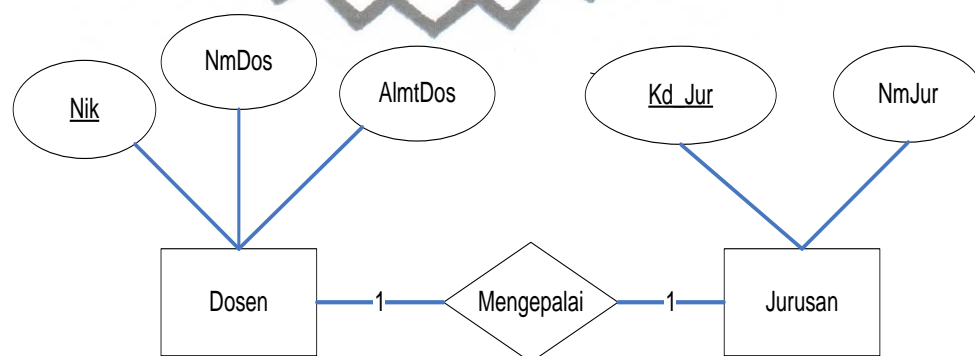 NmDos
Nik
AlmtDos
Kd_Jur
NmJur
Dosen
1
Mengepalai
1
Jurusan